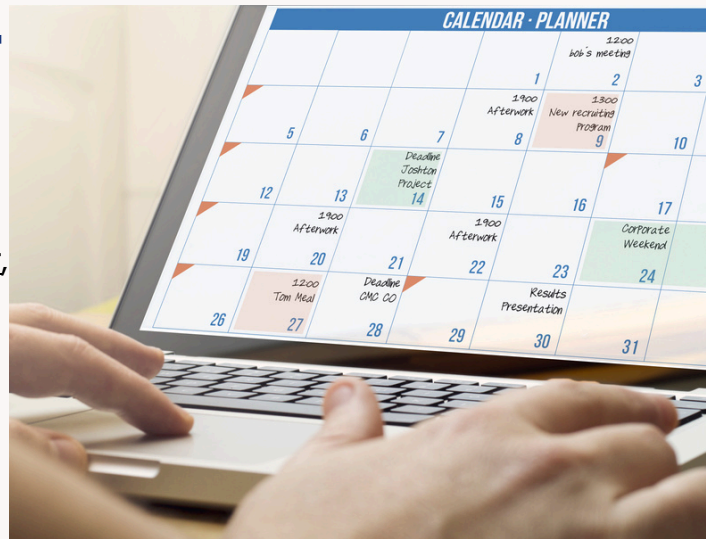 CALENDAR · PLANNER
1200
bob's meeting
1
2
3
1900
Afterwork
1300
New recruiting
Program
5
6
7
8
9
10
Deadline
Joshton
Project
12
13
14
15
16
17
1900
Afterwork
1900
Afterwork
Corporate
Weekend
19
20
21
22
23
24
1200
Tom Meal
Deadline
CMC CO
Results
Presentation
26
27
28
29
30
31